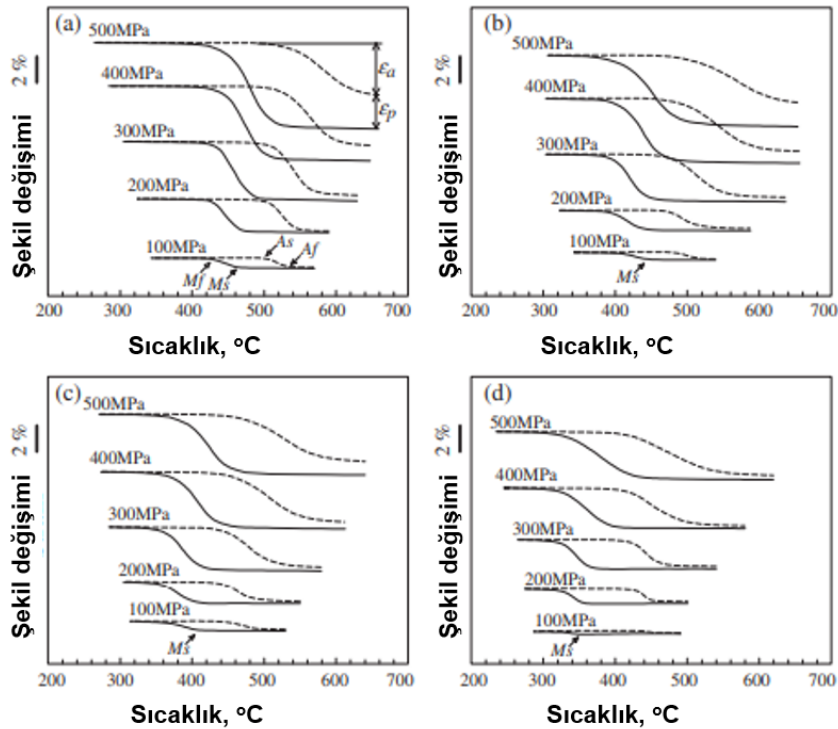 (a)
500MPa
400MPa
300MPa
200MPa
100MPa
εa
εp
As
Af
Mf
Ms
2 %
Şekil değişimi
200 300 400 500 600 700
Sıcaklık, °C
(b)
500MPa
400MPa
300MPa
200MPa
100MPa
Ms
2 %
Şekil değişimi
200 300 400 500 600 700
Sıcaklık, °C
(c)
500MPa
400MPa
300MPa
200MPa
100MPa
Ms
2 %
Şekil değişimi
200 300 400 500 600 700
Sıcaklık, °C
(d)
500MPa
400MPa
300MPa
200MPa
100MPa
Ms
2 %
Şekil değişimi
200 300 400 500 600 700
Sıcaklık, °C